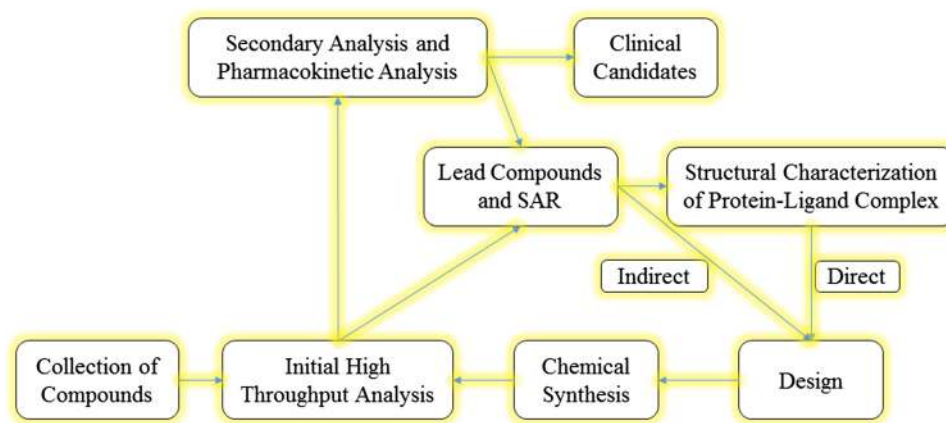 Secondary Analysis and
Pharmacokinetic Analysis
Clinical
Candidates
Lead Compounds
and SAR
Structural Characterization
of Protein-Ligand Complex
Indirect
Direct
Collection of
Compounds
Initial High
Throughput Analysis
Chemical
Synthesis
Design